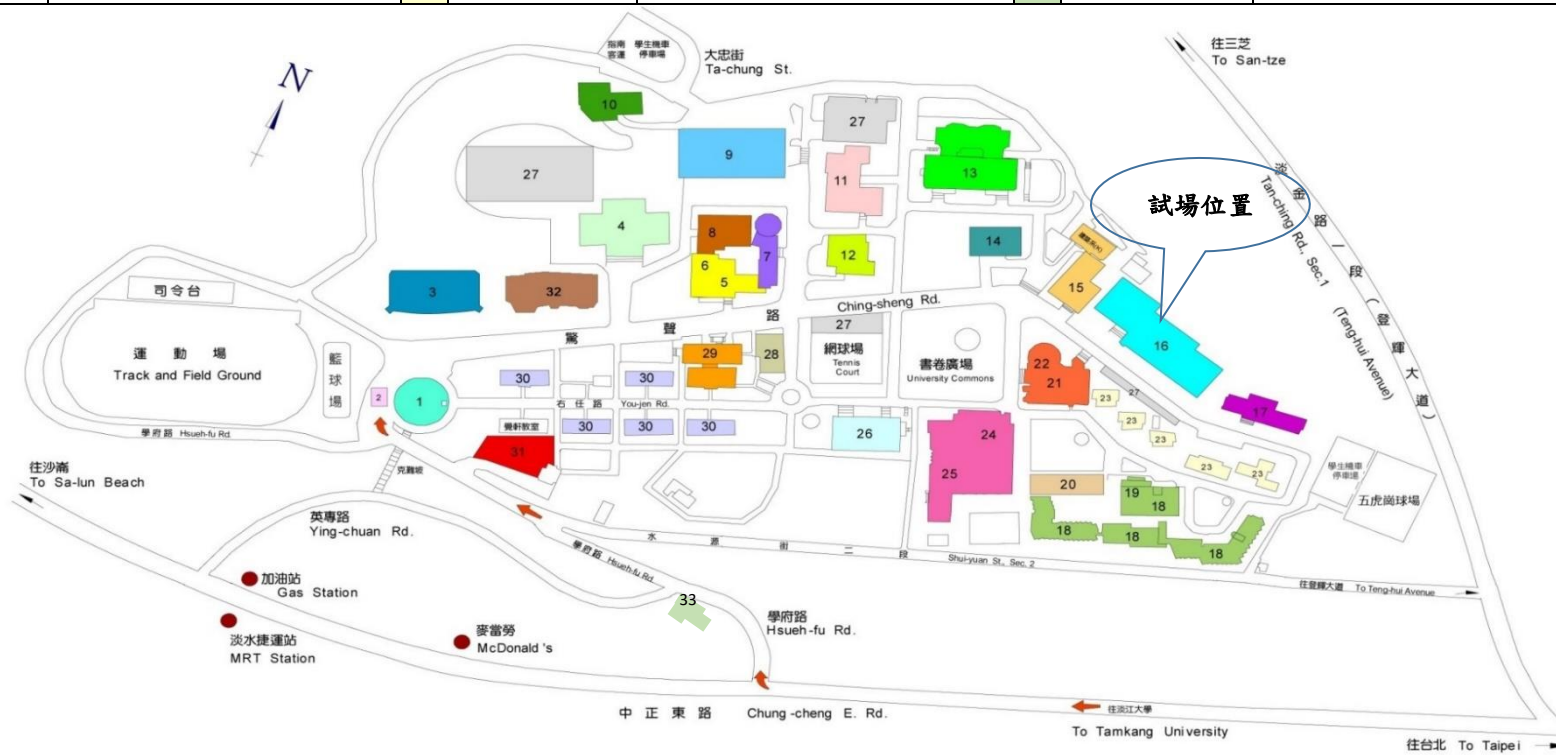 指南 學生機車
客運 停車場
大忠街
Ta-chung St.
往三芝
To San-tze
N
10
27
9
27
11
13
試場位置
淡金路一段(登輝大道)
Tan-ching Rd., Sec.1 (Teng-hui Avenue)
4
8
7
6
5
12
14
建築系(K)
15
16
司令台
3
32
驚聲路
Ching-sheng Rd.
27
運動場
Track and Field Ground
籃球場
29
28
網球場
Tennis
Court
書卷廣場
University Commons
22
21
27
2
1
30
30
右任路 You-jen Rd.
23
23
23
17
覺軒教室
30
30
30
26
24
25
31
23
23
學生機車
停車場
五虎崗球場
學府路 Hsueh-fu Rd.
克難坡
往沙崙
To Sa-lun Beach
20
19
18
18
18
18
英專路
Ying-chuan Rd.
水源街二段
Shui-yuan St., Sec. 2
學府路 Hsueh-fu Rd.
往登輝大道 To Teng-hui Avenue
加油站
Gas Station
33
學府路
Hsueh-fu Rd.
淡水捷運站
MRT Station
麥當勞
McDonald 's
中正東路 Chung-cheng E. Rd.
往淡江大學
To Tamkang University
往台北 To Taipei